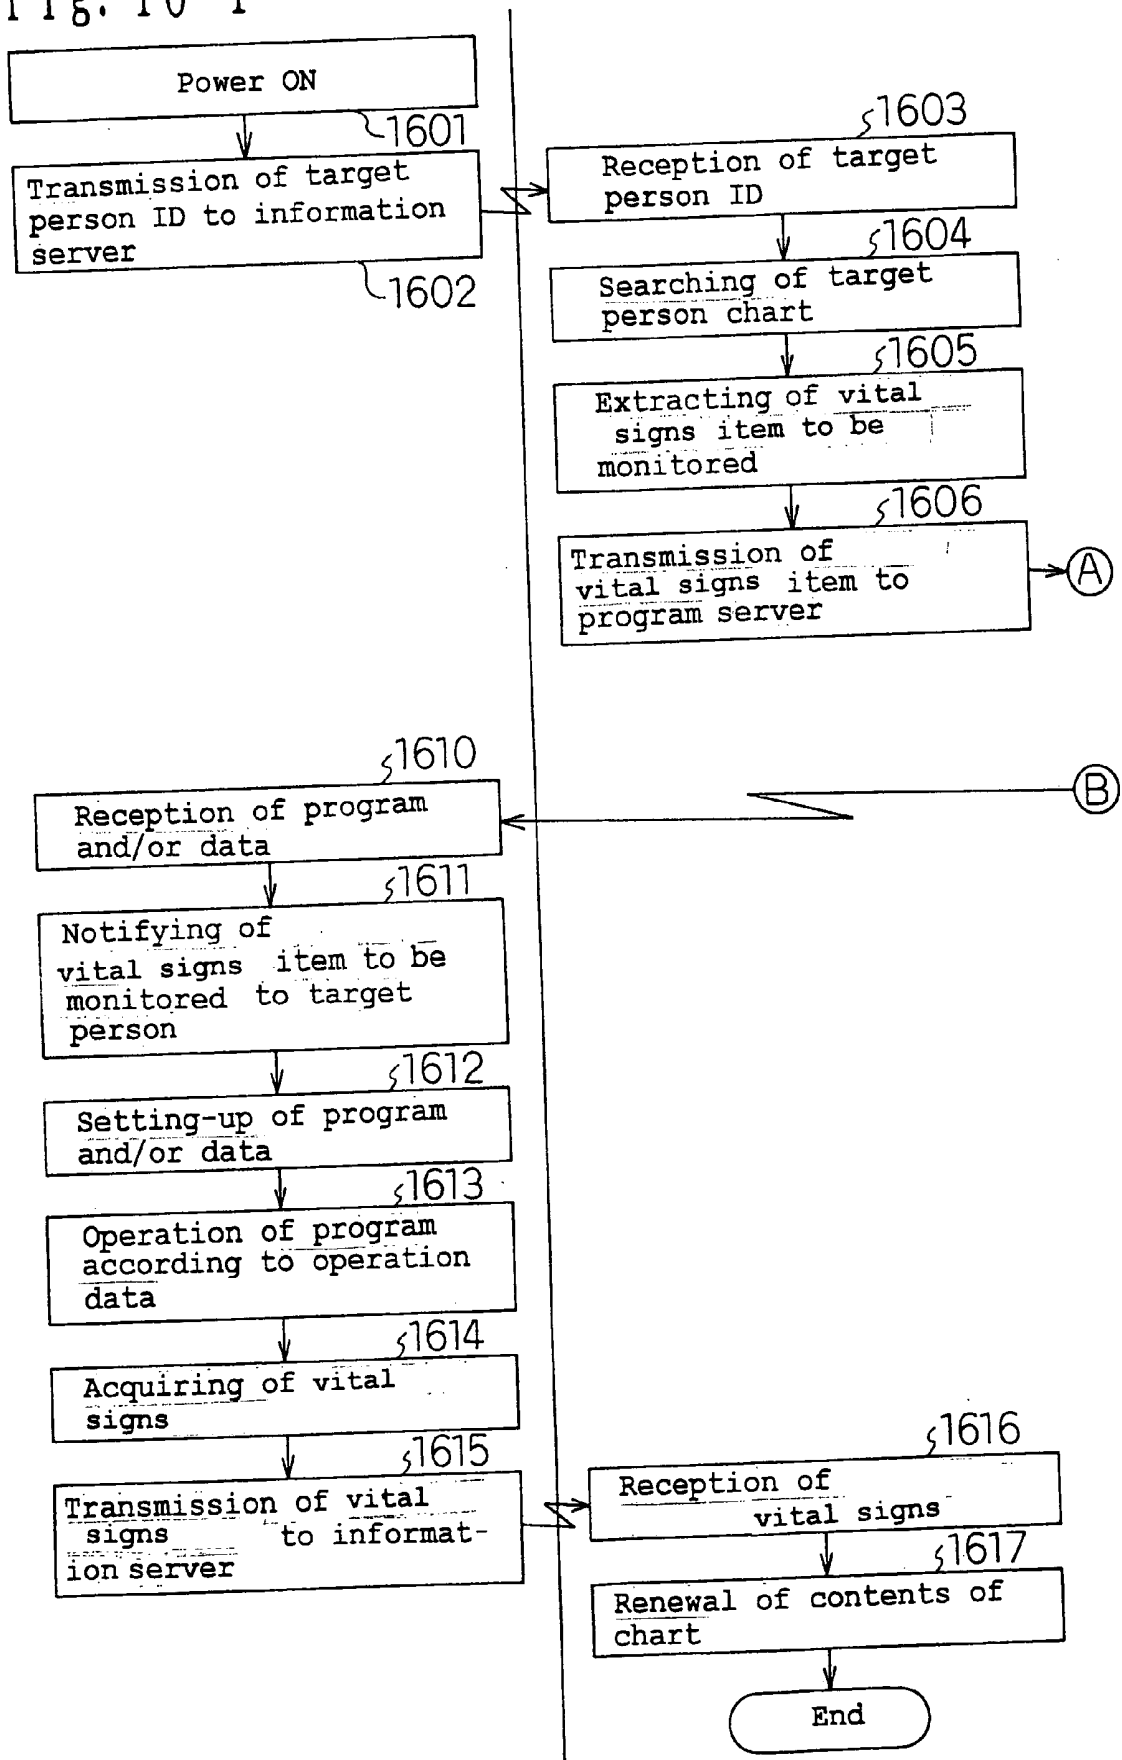 Power ON
1601
Transmission of target
person ID to information
server
1602
1603
Reception of target
person ID
1604
Searching of target
person chart
1605
Extracting of vital
signs item to be
monitored
1606
Transmission of
vital signs item to
program server
A
B
1610
Reception of program
and/or data
1611
Notifying of
vital signs item to be
monitored to target
person
1612
Setting-up of program
and/or data
1613
Operation of program
according to operation
data
1614
Acquiring of vital
signs
1615
Transmission of vital
signs to informat-
ion server
1616
Reception of
vital signs
1617
Renewal of contents of
chart
End